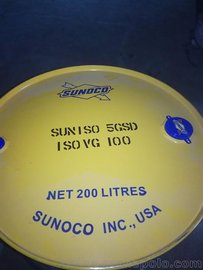 SUNOCO
SUNISO 5GSD
ISO VG 100
NET 200 LITRES
SUNOCO INC., USA